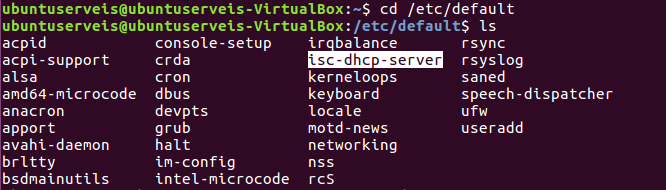 ubuntuserveis@ubuntuserveis-VirtualBox:~$ cd /etc/default
ubuntuserveis@ubuntuserveis-VirtualBox:/etc/default$ ls
acpid console-setup irqbalance rsync
acpi-support crda isc-dhcp-server rsyslog
alsa cron kerneloops saned
amd64-microcode dbus keyboard speech-dispatcher
anacron devpts locale ufw
apport grub motd-news useradd
avahi-daemon halt networking
brltty im-config nss
bsdmainutils intel-microcode rcS